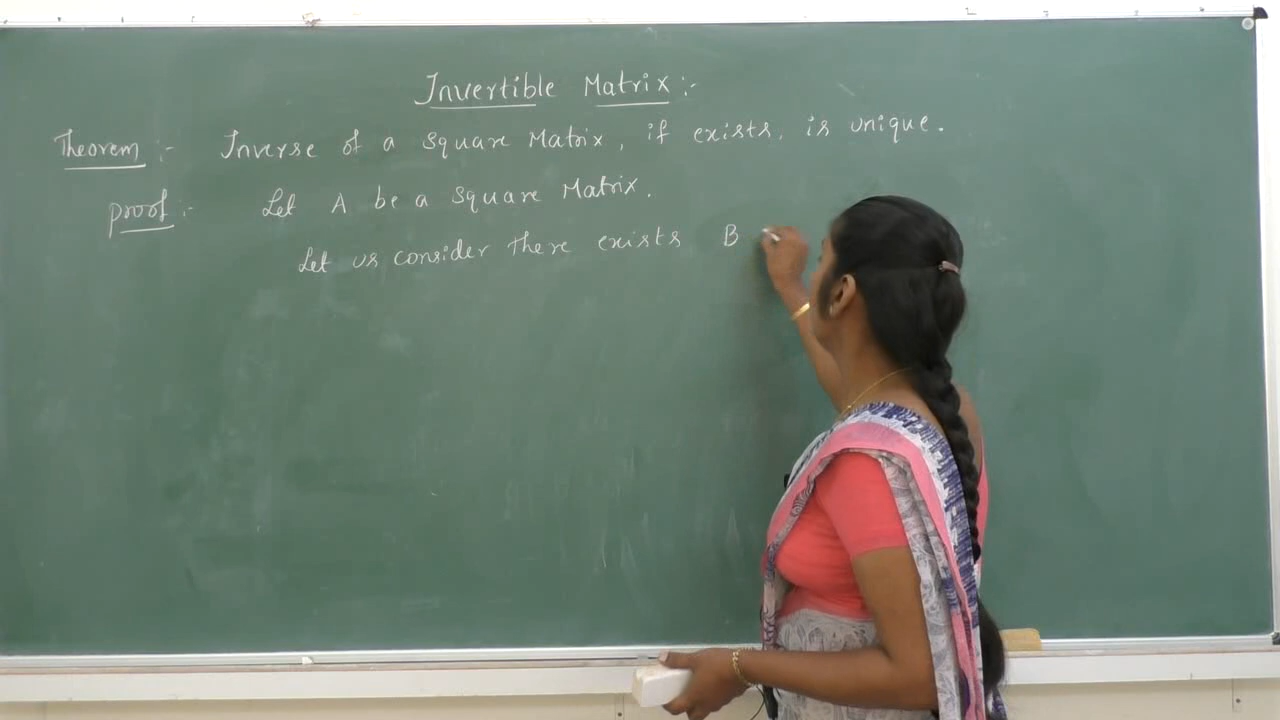 Invertible Matrix :-
Theorem :- Inverse of a square Matrix, if exists, is unique.
proof :- Let A be a square Matrix.
Let us consider there exists B